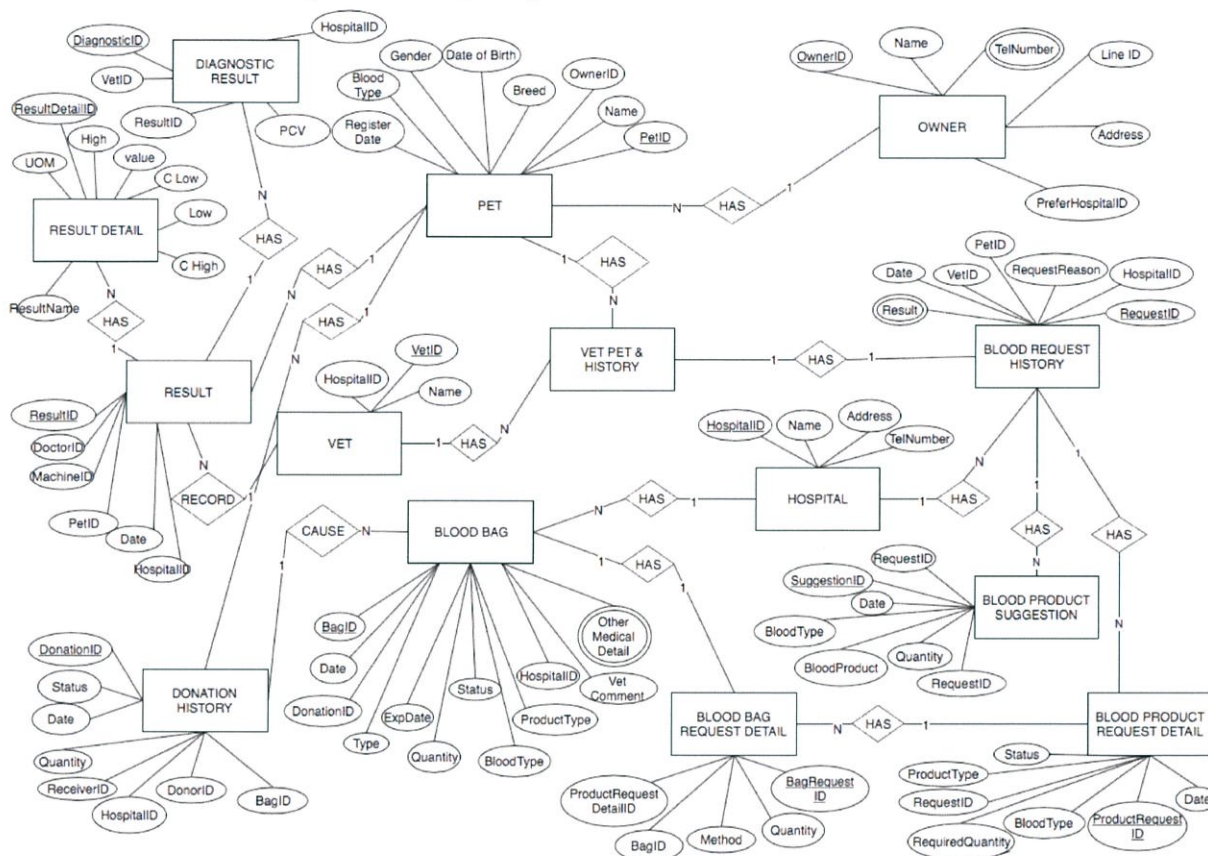 DiagnosticID
HospitalID
DIAGNOSTIC
RESULT
VetID
ResultID
PCV
ResultDetailID
High
UOM
value
C Low
Low
C High
ResultName
RESULT DETAIL
N
HAS
1
N
HAS
1
Gender
Date of Birth
Blood
Type
Breed
OwnerID
Register
Date
Name
PetID
PET
OwnerID
Name
TelNumber
Line ID
OWNER
Address
PreferHospitalID
N
HAS
1
1
HAS
N
1
HAS
N
1
HAS
N
RESULT
ResultID
DoctorID
MachineID
PetID
Date
HospitalID
N
RECORD
1
VetID
HospitalID
Name
VET
1
HAS
N
VET PET &
HISTORY
1
HAS
1
PetID
Date
VetID
RequestReason
HospitalID
Result
RequestID
BLOOD REQUEST
HISTORY
HospitalID
Name
Address
TelNumber
HOSPITAL
1
HAS
N
1
HAS
N
1
HAS
N
N
HAS
1
1
HAS
1
1
CAUSE
N
BLOOD BAG
BagID
Date
DonationID
Type
ExpDate
Quantity
Status
BloodType
ProductType
HospitalID
Vet
Comment
Other
Medical
Detail
DonationID
Status
Date
DONATION
HISTORY
1
Quantity
ReceiverID
HospitalID
DonorID
BagID
RequestID
SuggestionID
Date
BloodType
BloodProduct
Quantity
RequestID
BLOOD PRODUCT
SUGGESTION
BLOOD BAG
REQUEST DETAIL
N
HAS
1
BLOOD PRODUCT
REQUEST DETAIL
ProductRequest
DetailID
BagID
Method
Quantity
BagRequest
ID
Status
ProductType
RequestID
RequiredQuantity
BloodType
ProductRequest
ID
Date